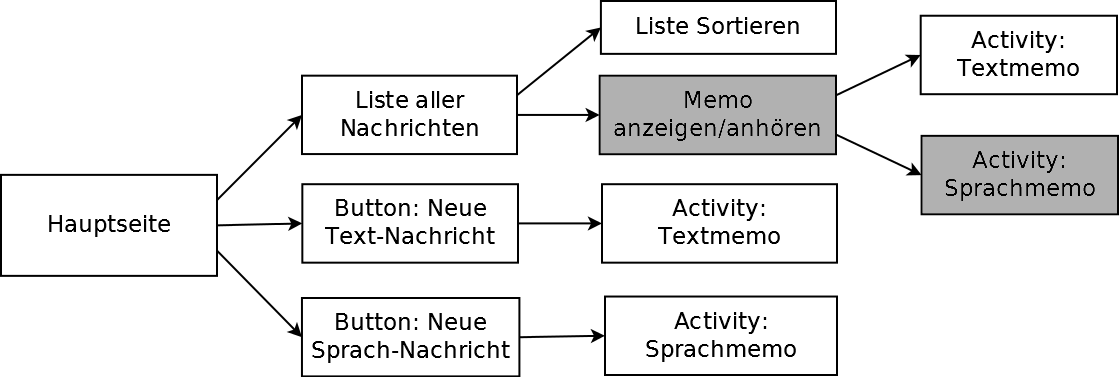 Hauptseite
Liste aller
Nachrichten
Liste Sortieren
Memo
anzeigen/anhören
Activity:
Textmemo
Activity:
Sprachmemo
Button: Neue
Text-Nachricht
Activity:
Textmemo
Button: Neue
Sprach-Nachricht
Activity:
Sprachmemo